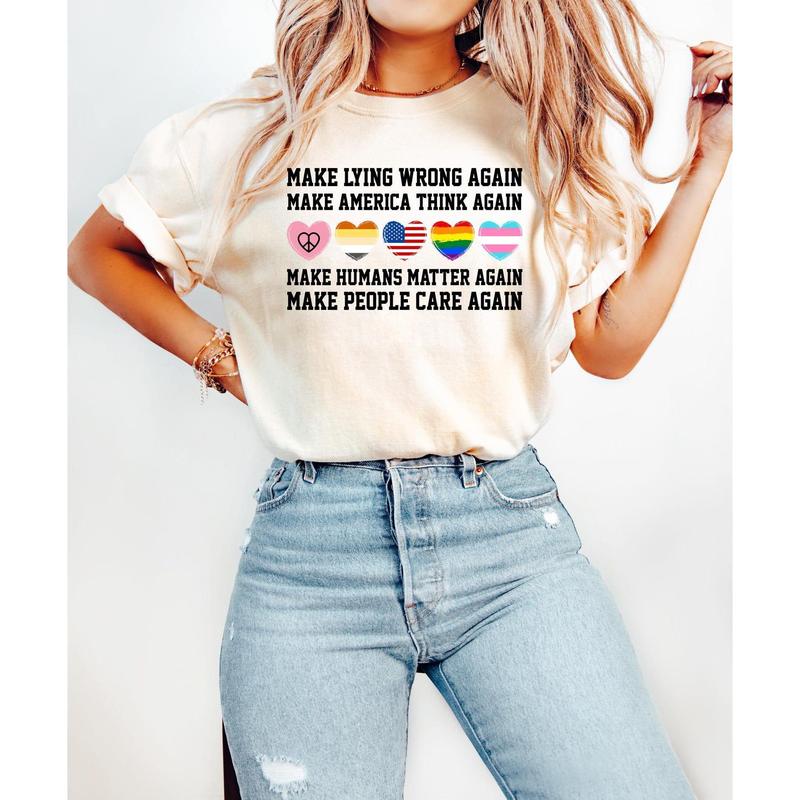 MAKE LYING WRONG AGAIN
MAKE AMERICA THINK AGAIN
MAKE HUMANS MATTER AGAIN
MAKE PEOPLE CARE AGAIN